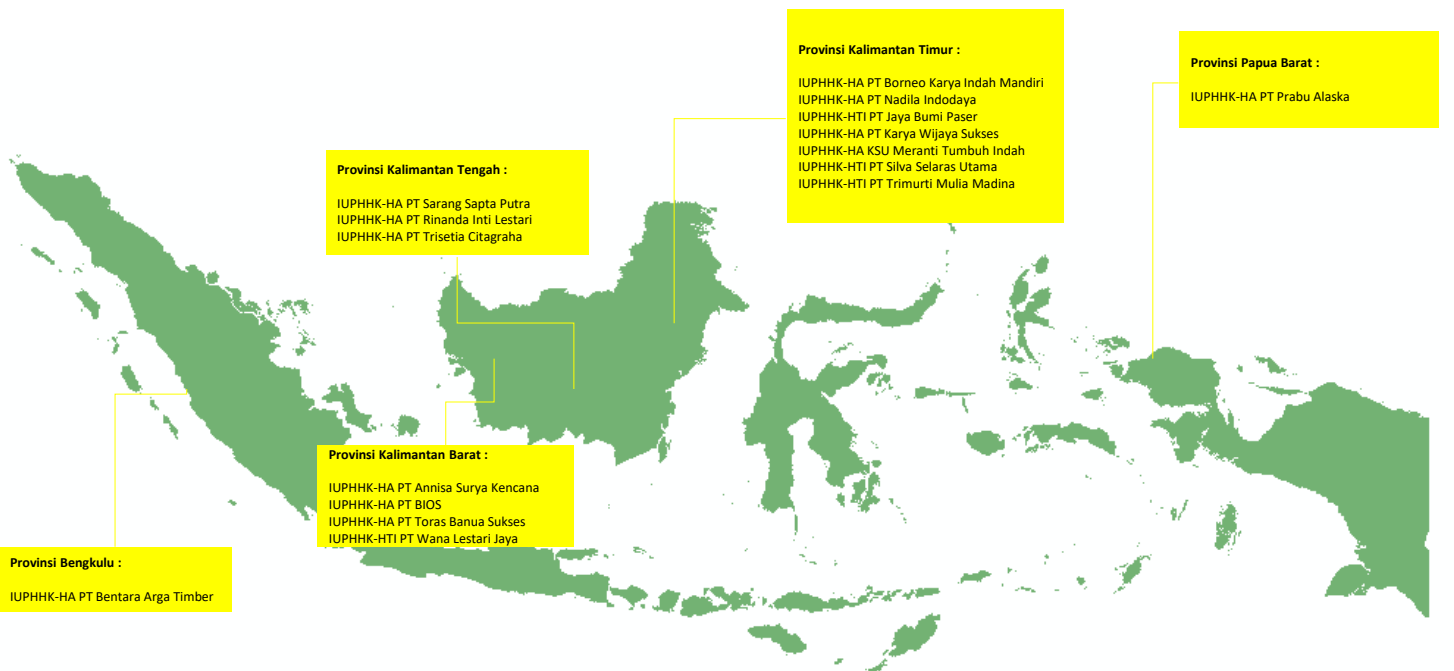 Provinsi Kalimantan Timur :
IUPHHK-HA PT Borneo Karya Indah Mandiri
IUPHHK-HA PT Nadila Indodaya
IUPHHK-HTI PT Jaya Bumi Paser
IUPHHK-HA PT Karya Wijaya Sukses
IUPHHK-HA KSU Meranti Tumbuh Indah
IUPHHK-HTI PT Silva Selaras Utama
IUPHHK-HTI PT Trimurti Mulia Madina
Provinsi Papua Barat :
IUPHHK-HA PT Prabu Alaska
Provinsi Kalimantan Tengah :
IUPHHK-HA PT Sarang Sapta Putra
IUPHHK-HA PT Rinanda Inti Lestari
IUPHHK-HA PT Trisetia Citagraha
Provinsi Kalimantan Barat :
IUPHHK-HA PT Annisa Surya Kencana
IUPHHK-HA PT BIOS
IUPHHK-HA PT Toras Banua Sukses
IUPHHK-HTI PT Wana Lestari Jaya
Provinsi Bengkulu :
IUPHHK-HA PT Bentara Arga Timber